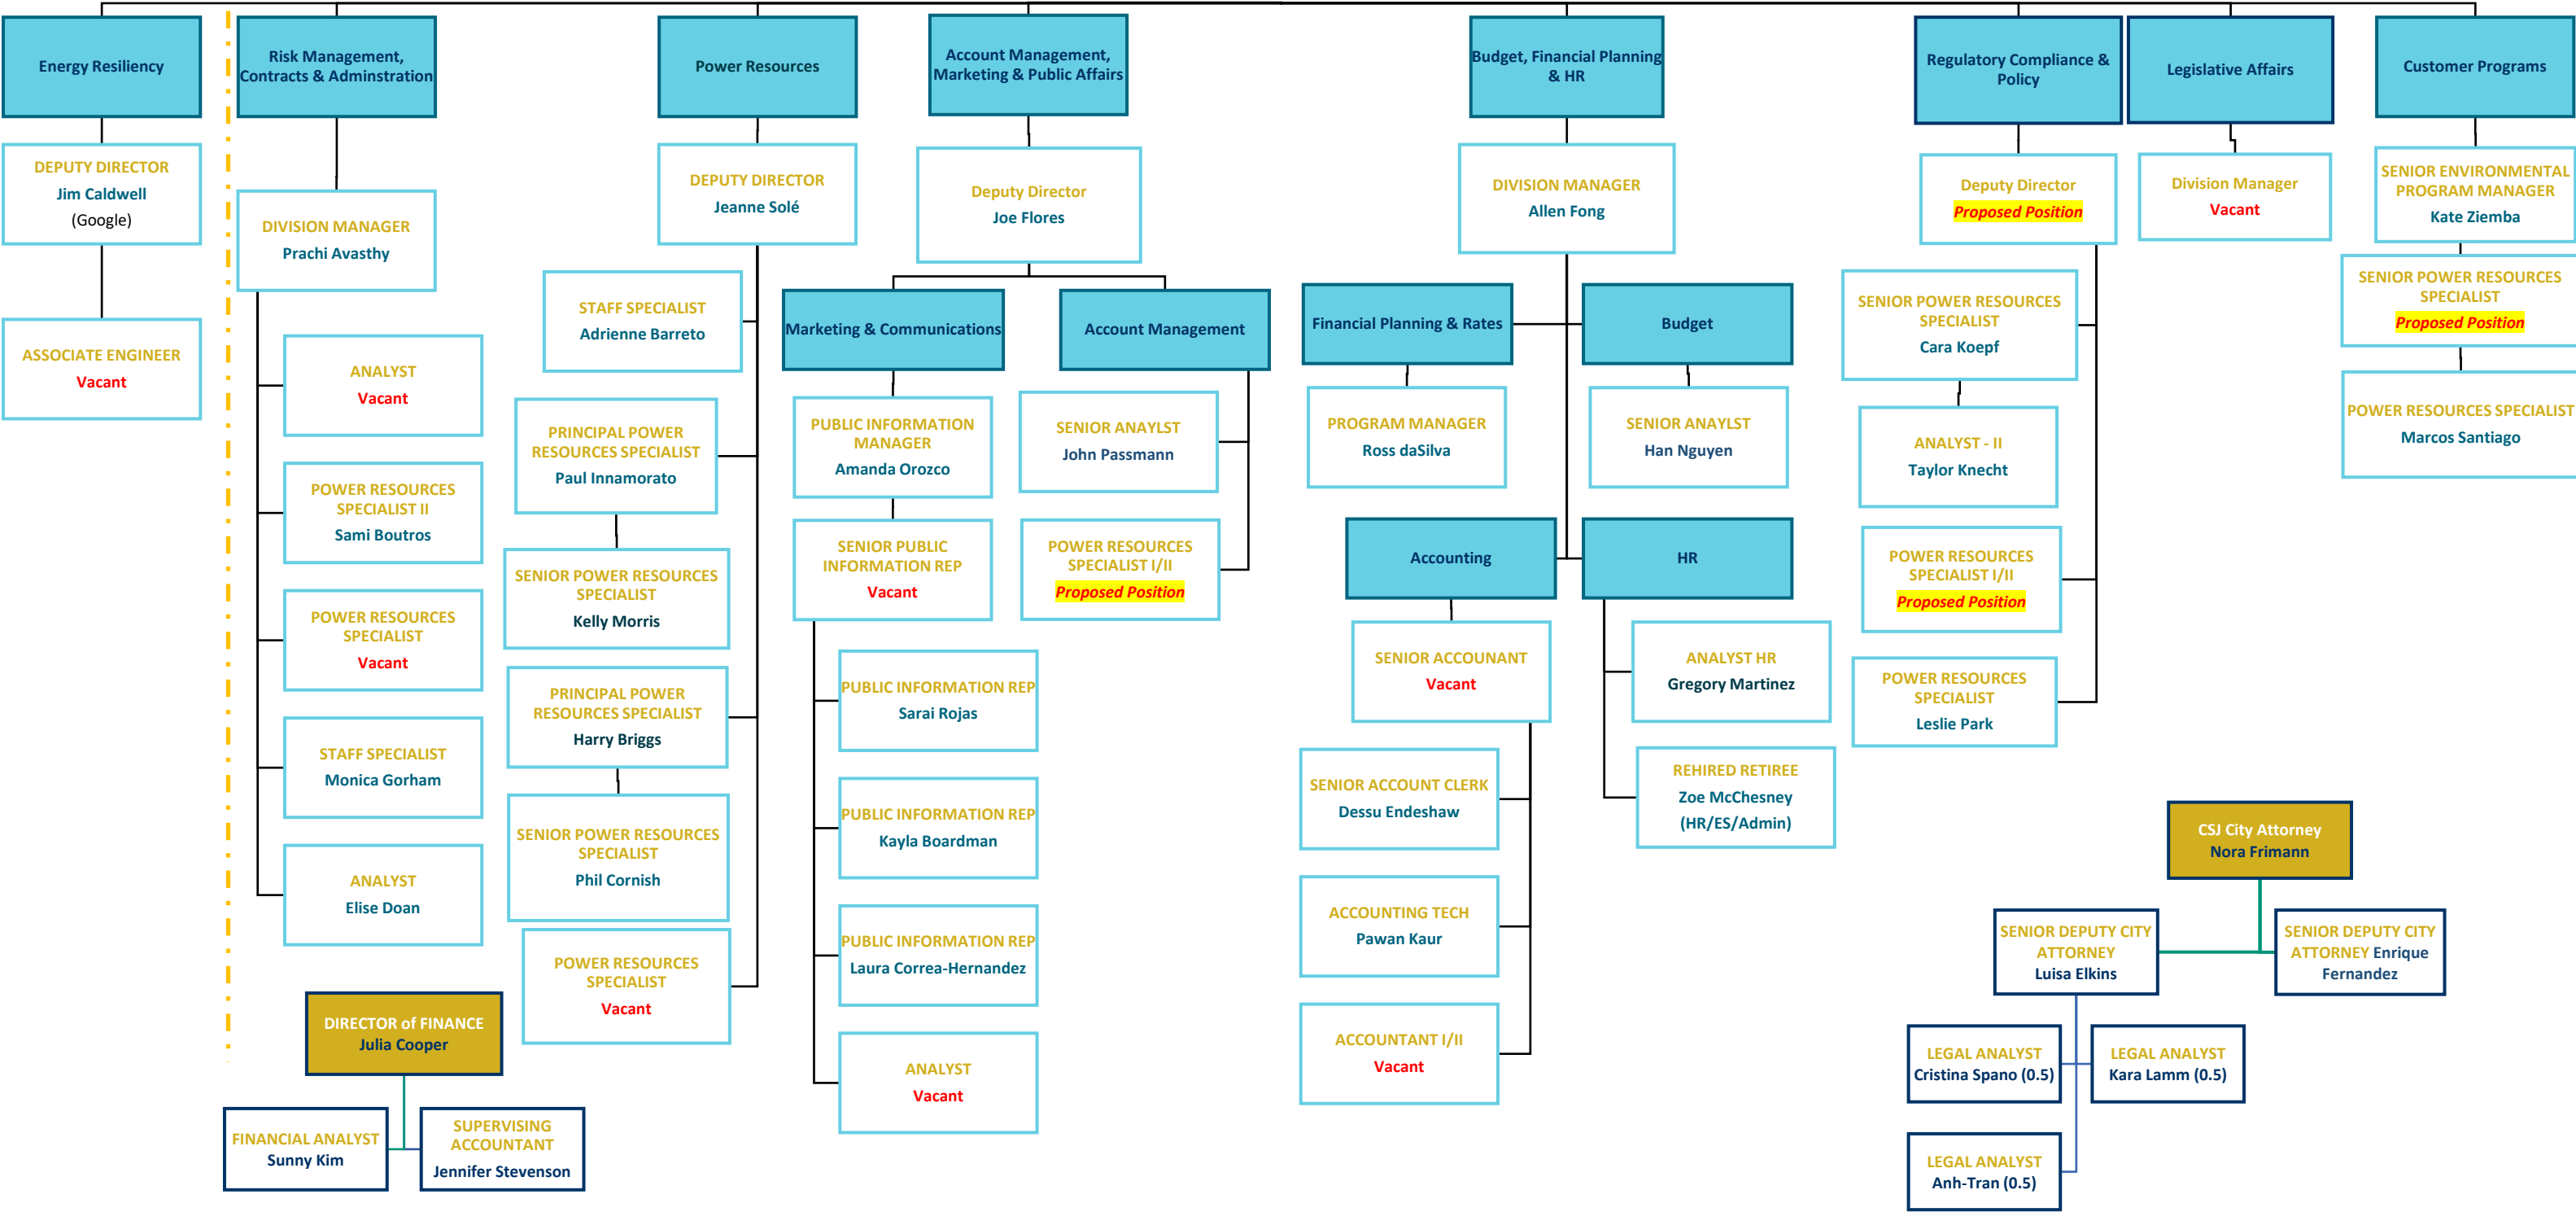 Energy Resiliency
DEPUTY DIRECTOR
Jim Caldwell
(Google)
ASSOCIATE ENGINEER
Vacant
Risk Management,
Contracts & Adminstration
DIVISION MANAGER
Prachi Avasthy
ANALYST
Vacant
POWER RESOURCES
SPECIALIST II
Sami Boutros
POWER RESOURCES
SPECIALIST
Vacant
STAFF SPECIALIST
Monica Gorham
ANALYST
Elise Doan
DIRECTOR of FINANCE
Julia Cooper
FINANCIAL ANALYST
Sunny Kim
SUPERVISING
ACCOUNTANT
Jennifer Stevenson
Power Resources
DEPUTY DIRECTOR
Jeanne Solé
STAFF SPECIALIST
Adrienne Barreto
PRINCIPAL POWER
RESOURCES SPECIALIST
Paul Innamorato
SENIOR POWER RESOURCES
SPECIALIST
Kelly Morris
PRINCIPAL POWER
RESOURCES SPECIALIST
Harry Briggs
SENIOR POWER RESOURCES
SPECIALIST
Phil Cornish
POWER RESOURCES
SPECIALIST
Vacant
Account Management,
Marketing & Public Affairs
Deputy Director
Joe Flores
Marketing & Communications
PUBLIC INFORMATION
MANAGER
Amanda Orozco
SENIOR PUBLIC
INFORMATION REP
Vacant
PUBLIC INFORMATION REP
Sarai Rojas
PUBLIC INFORMATION REP
Kayla Boardman
PUBLIC INFORMATION REP
Laura Correa-Hernandez
ANALYST
Vacant
Account Management
SENIOR ANAYLST
John Passmann
POWER RESOURCES
SPECIALIST I/II
Proposed Position
Budget, Financial Planning
& HR
DIVISION MANAGER
Allen Fong
Financial Planning & Rates
PROGRAM MANAGER
Ross daSilva
Budget
SENIOR ANAYLST
Han Nguyen
Accounting
SENIOR ACCOUNANT
Vacant
SENIOR ACCOUNT CLERK
Dessu Endeshaw
ACCOUNTING TECH
Pawan Kaur
ACCOUNTANT I/II
Vacant
HR
ANALYST HR
Gregory Martinez
REHIRED RETIREE
Zoe McChesney
(HR/ES/Admin)
Regulatory Compliance &
Policy
Deputy Director
Proposed Position
SENIOR POWER RESOURCES
SPECIALIST
Cara Koepf
ANALYST - II
Taylor Knecht
POWER RESOURCES
SPECIALIST I/II
Proposed Position
POWER RESOURCES
SPECIALIST
Leslie Park
Legislative Affairs
Division Manager
Vacant
Customer Programs
SENIOR ENVIRONMENTAL
PROGRAM MANAGER
Kate Ziemba
SENIOR POWER RESOURCES
SPECIALIST
Proposed Position
POWER RESOURCES SPECIALIST
Marcos Santiago
CSJ City Attorney
Nora Frimann
SENIOR DEPUTY CITY
ATTORNEY
Luisa Elkins
SENIOR DEPUTY CITY
ATTORNEY Enrique
Fernandez
LEGAL ANALYST
Cristina Spano (0.5)
LEGAL ANALYST
Kara Lamm (0.5)
LEGAL ANALYST
Anh-Tran (0.5)